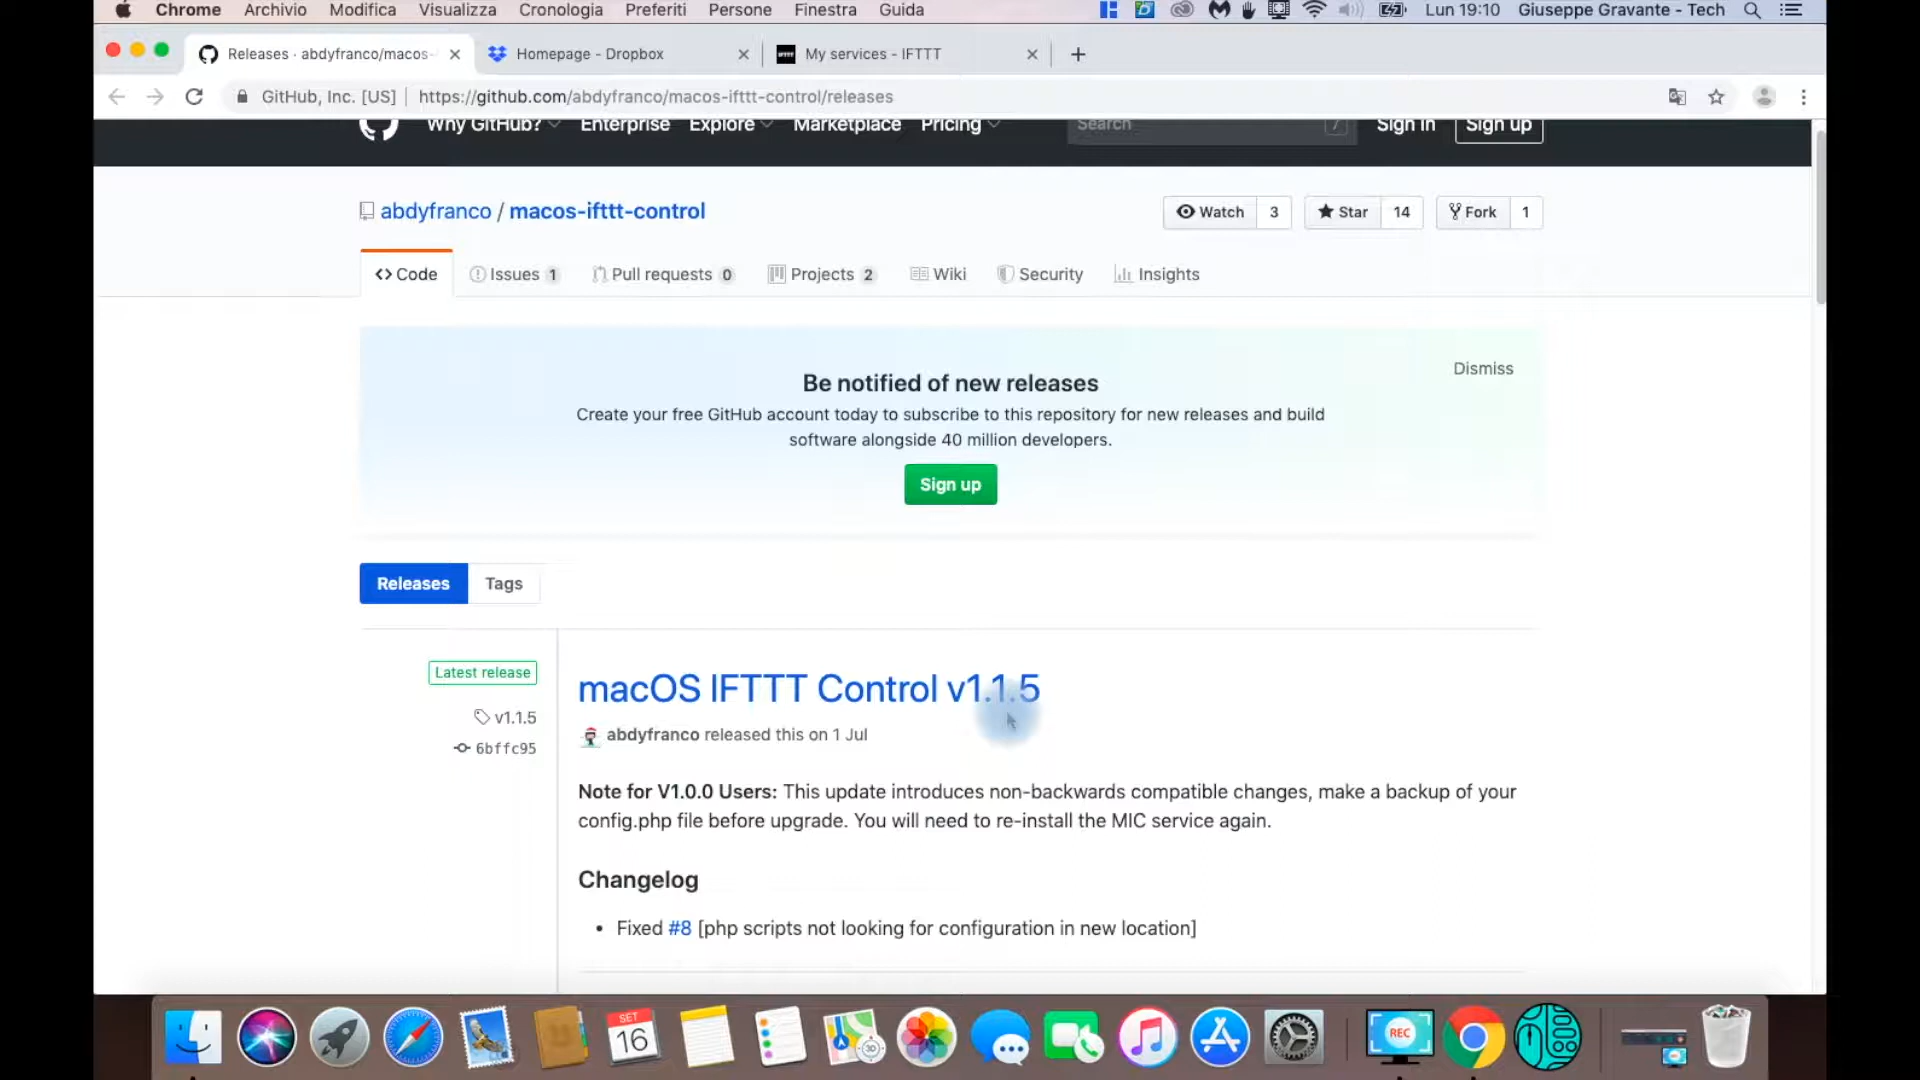 Chrome Archivio Modifica Visualizza Cronologia Preferiti Persone Finestra Guida Lun 19:10 Giuseppe Gravante - Tech
Releases · abdyfranco/macos- Homepage - Dropbox My services - IFTTT
GitHub, Inc. [US] https://github.com/abdyfranco/macos-ifttt-control/releases
Why GitHub? Enterprise Explore Marketplace Pricing Search / Sign in Sign up
abdyfranco / macos-ifttt-control Watch 3 Star 14 Fork 1
Code Issues 1 Pull requests 0 Projects 2 Wiki Security Insights
Dismiss
Be notified of new releases
Create your free GitHub account today to subscribe to this repository for new releases and build
software alongside 40 million developers.
Sign up
Releases Tags
Latest release
v1.1.5
6bffc95
macOS IFTTT Control v1.1.5
abdyfranco released this on 1 Jul
Note for V1.0.0 Users: This update introduces non-backwards compatible changes, make a backup of your
config.php file before upgrade. You will need to re-install the MIC service again.
Changelog
• Fixed #8 [php scripts not looking for configuration in new location]
SET
16
REC